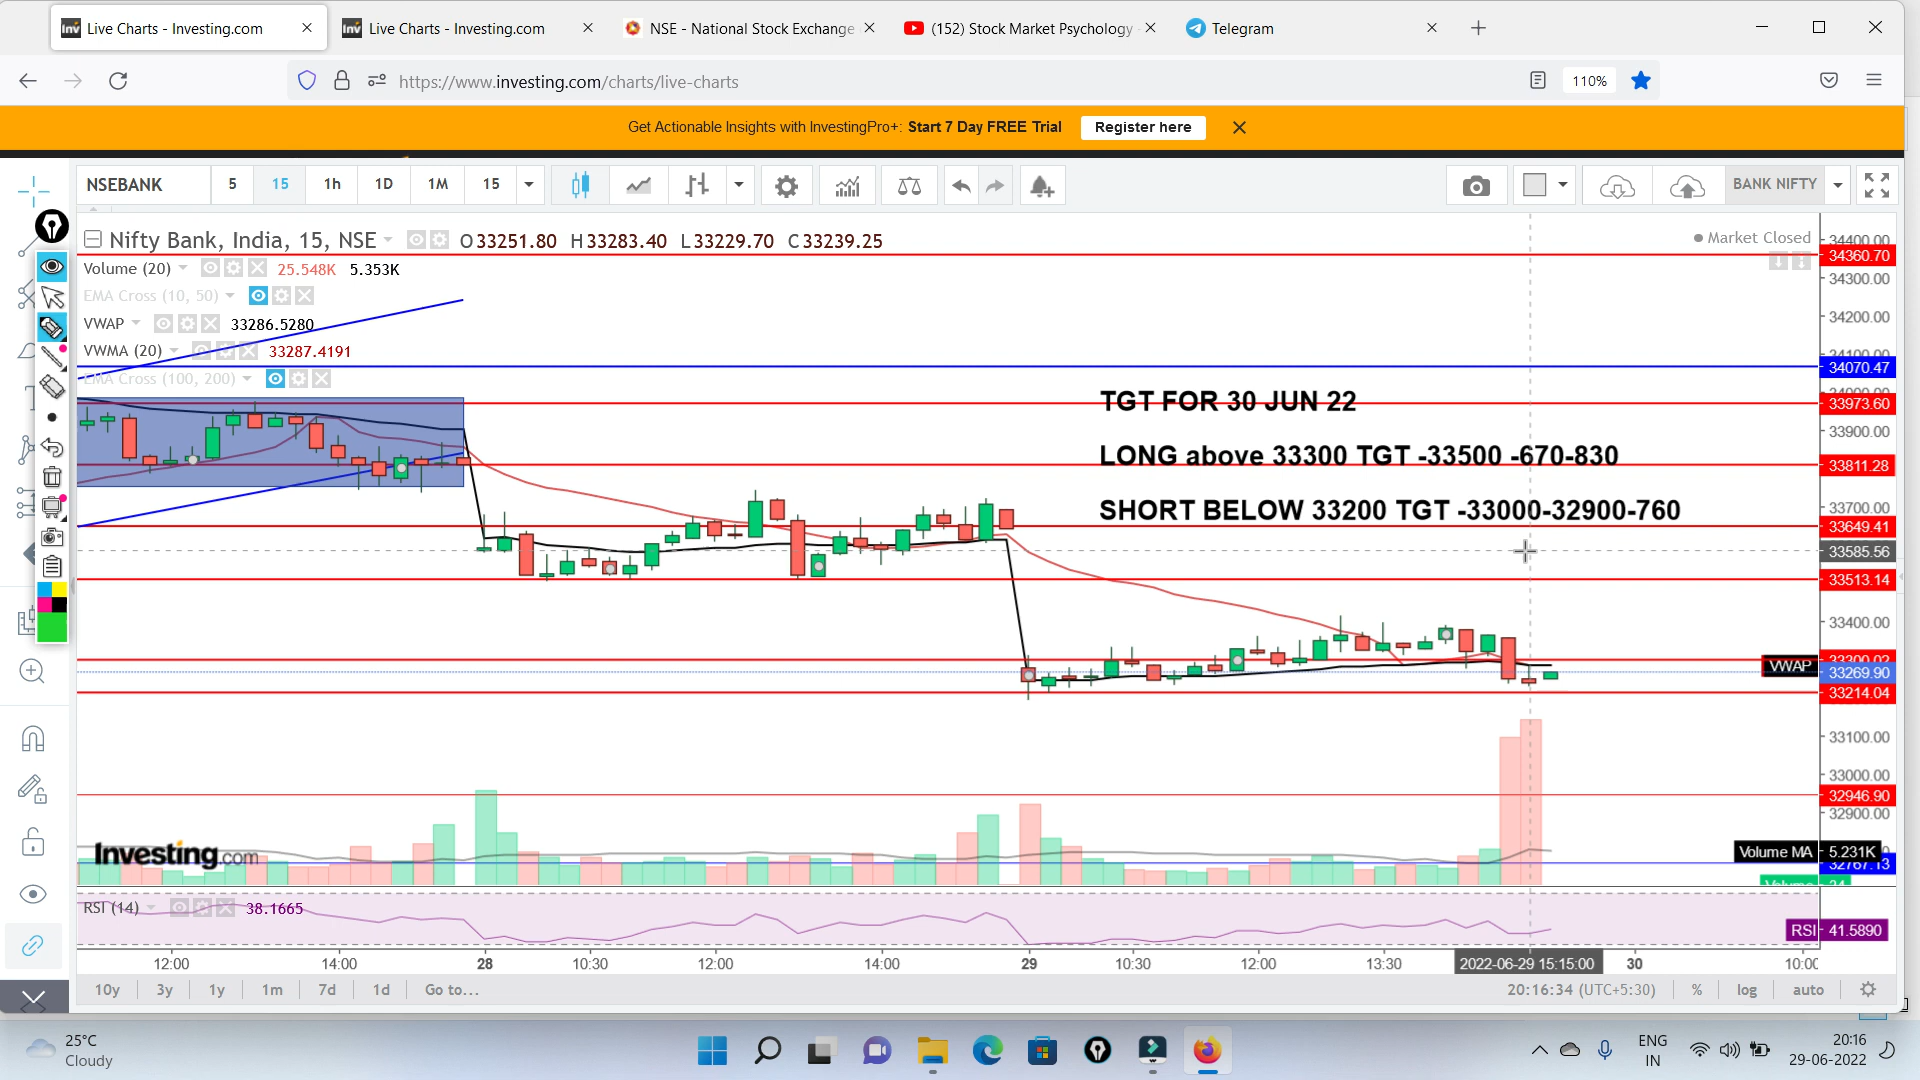 Live Charts - Investing.com
Live Charts - Investing.com
NSE - National Stock Exchange
(152) Stock Market Psychology
Telegram
https://www.investing.com/charts/live-charts
110%
Get Actionable Insights with InvestingPro+: Start 7 Day FREE Trial
Register here
NSEBANK 5 15 1h 1D 1M 15
BANK NIFTY
Nifty Bank, India, 15, NSE O33251.80 H33283.40 L33229.70 C33239.25
Market Closed
Volume (20) 25.548K 5.353K
EMA Cross (10, 50)
VWAP 33286.5280
VWMA (20) 33287.4191
EMA Cross (100, 200)
34400.00
34360.70
34300.00
34200.00
34100.00
34070.47
34000.00
33973.60
33900.00
33811.28
33700.00
33649.41
33585.56
33513.14
33400.00
33300.02
VWAP
33269.90
33214.04
33100.00
33000.00
32946.90
32900.00
Volume MA 5.231K
32767.13
TGT FOR 30 JUN 22
LONG above 33300 TGT -33500 -670-830
SHORT BELOW 33200 TGT -33000-32900-760
Investing.com
RSI (14) 38.1665
RSI 41.5890
12:00 14:00 28 10:30 12:00 14:00 29 10:30 12:00 13:30 2022-06-29 15:15:00 30 10:00
10y 3y 1y 1m 7d 1d Go to...
20:16:34 (UTC+5:30) % log auto
25°C
Cloudy
ENG
IN
20:16
29-06-2022